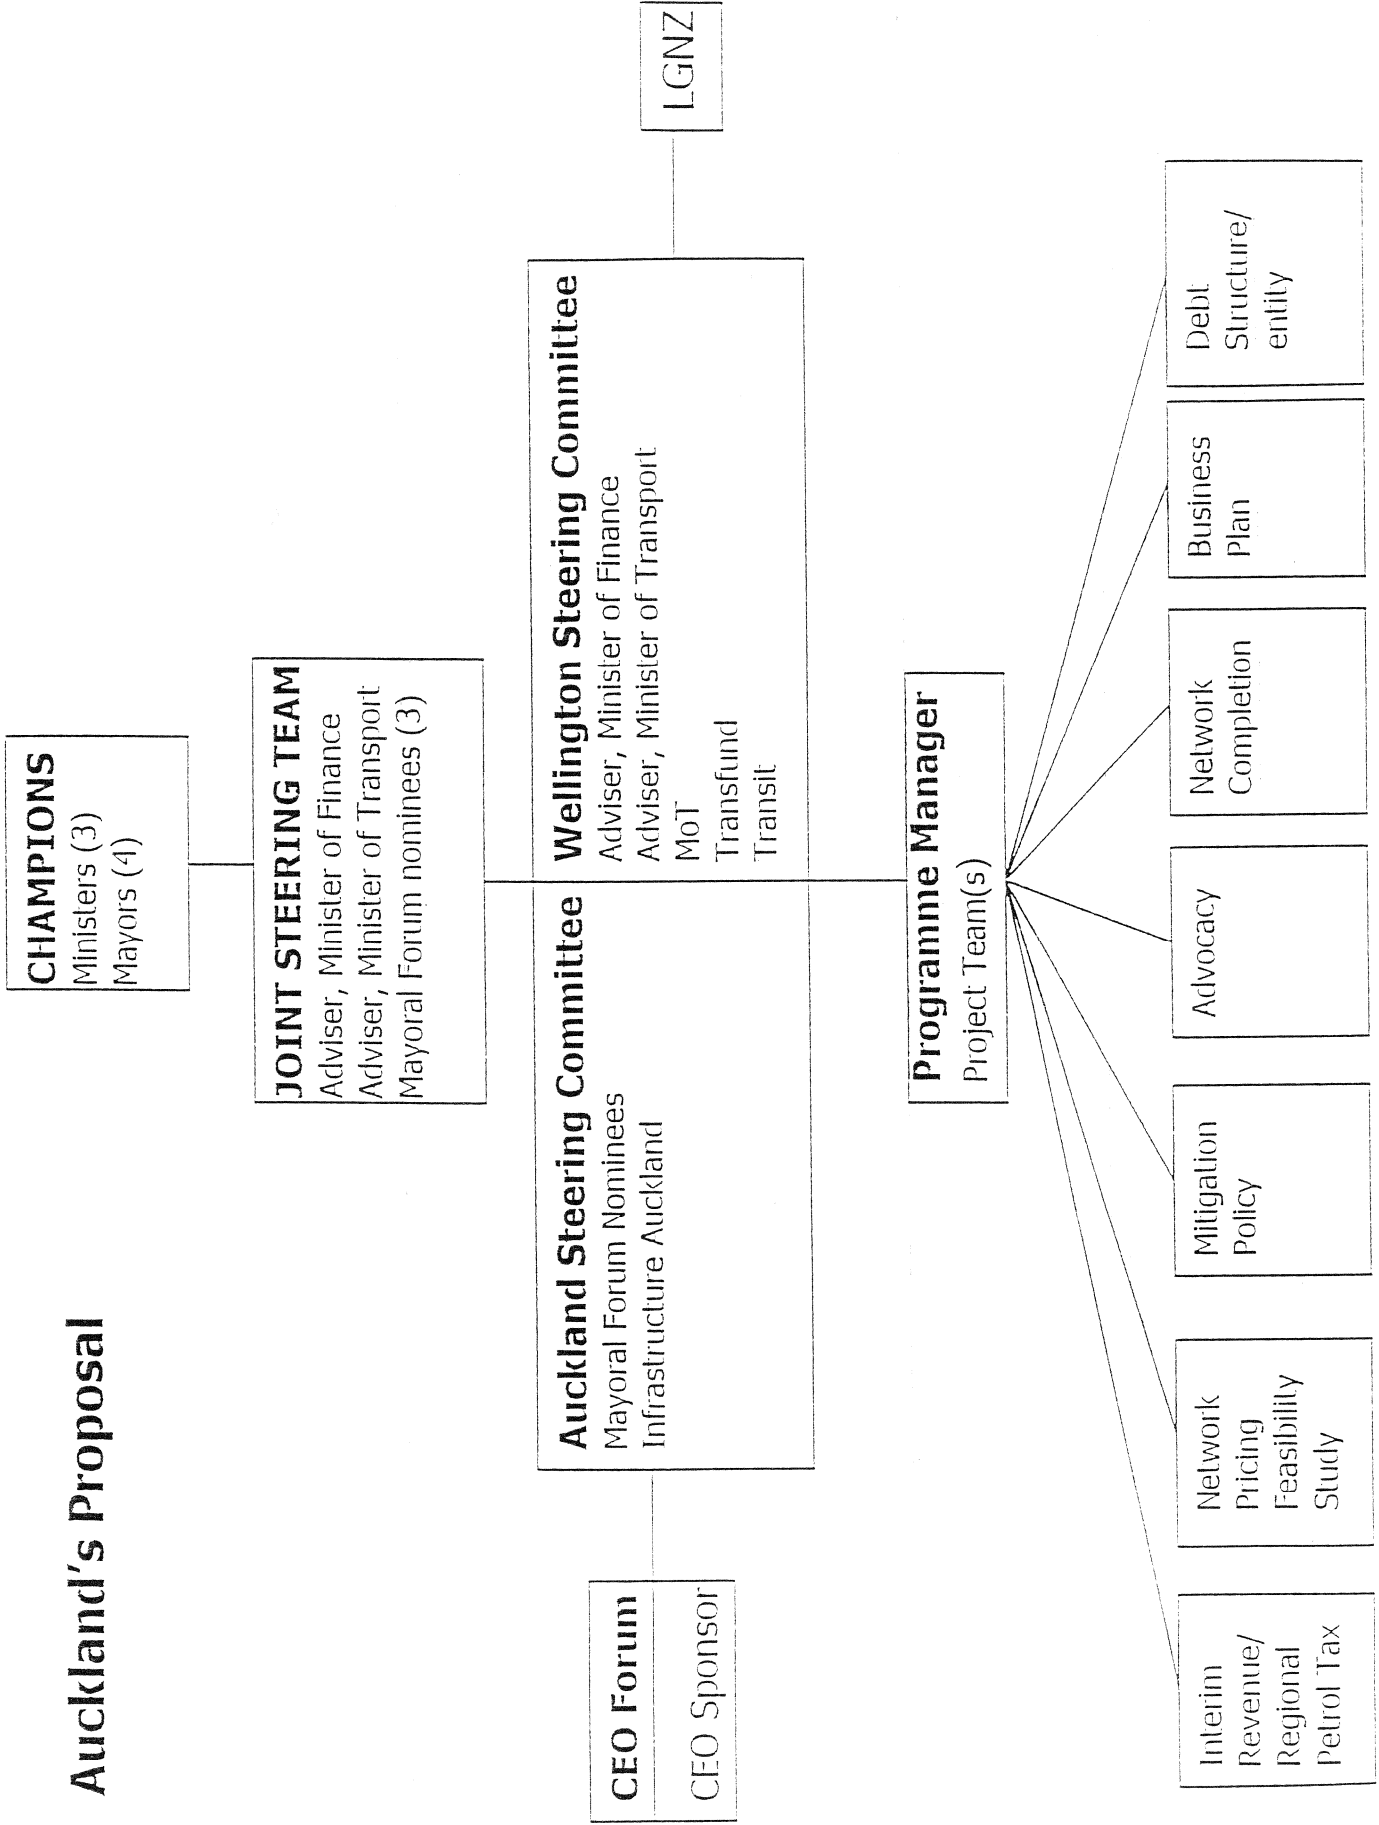 Auckland's Proposal
CHAMPIONS
Ministers (3)
Mayors (4)
JOINT STEERING TEAM
Adviser, Minister of Finance
Adviser, Minister of Transport
Mayoral Forum nominees (3)
CEO Forum
CEO Sponsor
Auckland Steering Committee
Mayoral Forum Nominees
Infrastructure Auckland
Wellington Steering Committee
Adviser, Minister of Finance
Adviser, Minister of Transport
MoT
Transfund
Transit
LGNZ
Programme Manager
Project Team(s)
Interim
Revenue/
Regional
Petrol Tax
Network
Pricing
Feasibility
Study
Mitigation
Policy
Advocacy
Network
Completion
Business
Plan
Debt
Structure/
entity